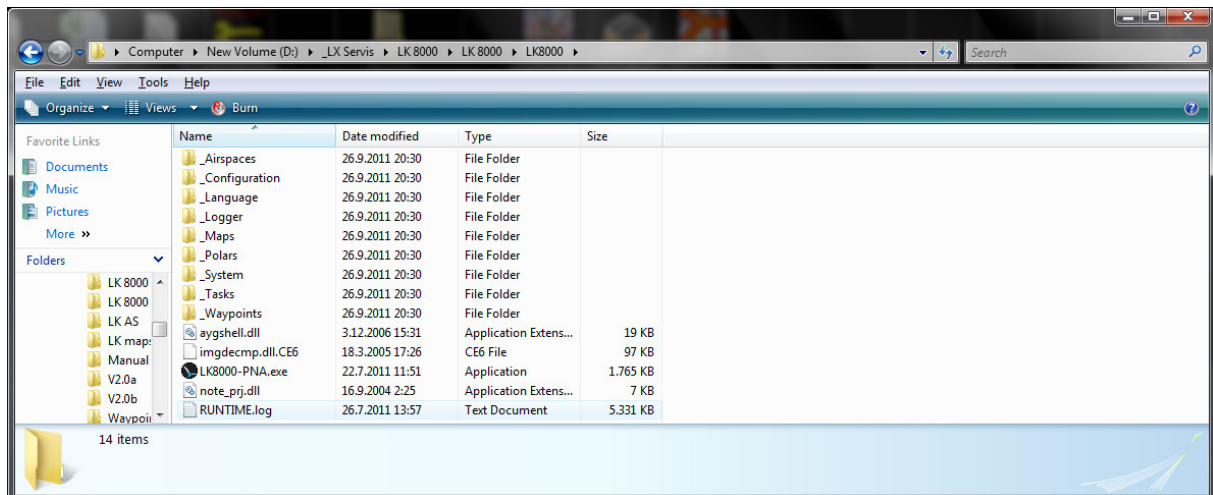 Computer ▸ New Volume (D:) ▸ _LX Servis ▸ LK 8000 ▸ LK 8000 ▸ LK8000 ▸ Search
File Edit View Tools Help
Organize Views Burn
Favorite Links
Documents
Music
Pictures
More »
Folders
LK 8000
LK 8000
LK AS
LK maps
Manual
V2.0a
V2.0b
Name Date modified Type Size
_Airspaces 26.9.2011 20:30 File Folder
_Configuration 26.9.2011 20:30 File Folder
_Language 26.9.2011 20:30 File Folder
_Logger 26.9.2011 20:30 File Folder
_Maps 26.9.2011 20:30 File Folder
_Polars 26.9.2011 20:30 File Folder
_System 26.9.2011 20:30 File Folder
_Tasks 26.9.2011 20:30 File Folder
_Waypoints 26.9.2011 20:30 File Folder
aygshell.dll 3.12.2006 15:31 Application Extens... 19 KB
imgdecmp.dll.CE6 18.3.2005 17:26 CE6 File 97 KB
LK8000-PNA.exe 22.7.2011 11:51 Application 1.765 KB
note_prj.dll 16.9.2004 2:25 Application Extens... 7 KB
RUNTIME.log 26.7.2011 13:57 Text Document 5.331 KB
14 items